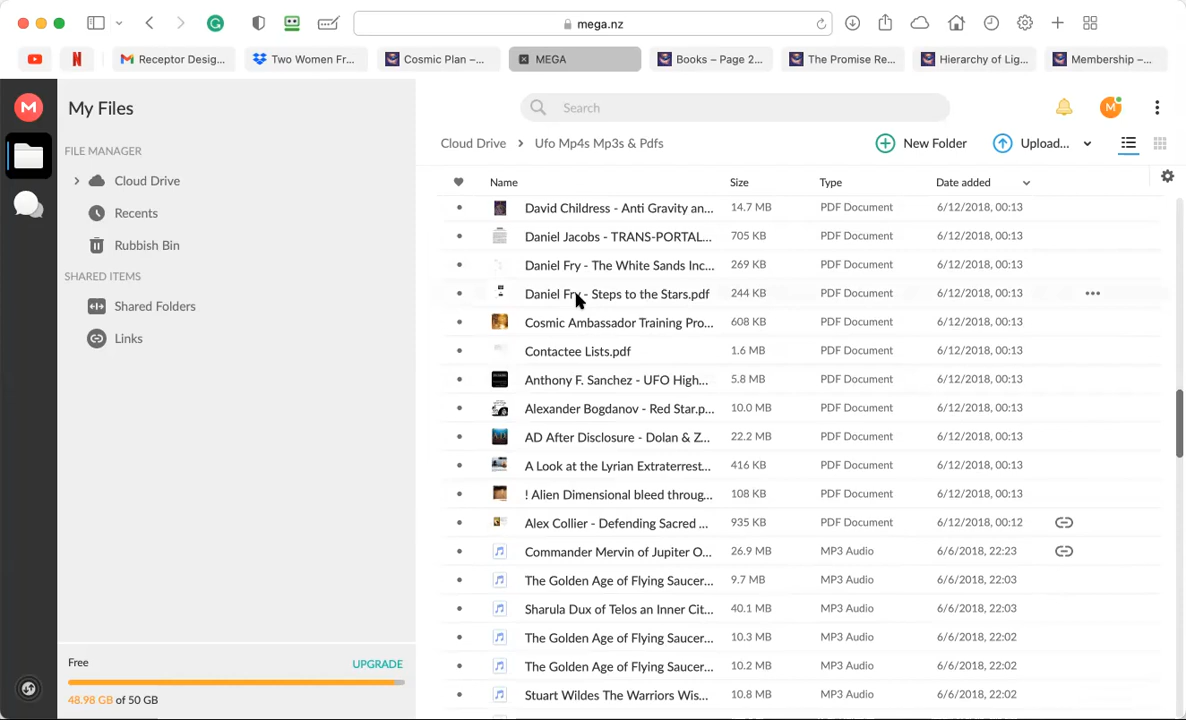 mega.nz
Receptor Desig...
Two Women Fr...
Cosmic Plan –...
MEGA
Books – Page 2...
The Promise Re...
Hierarchy of Lig...
Membership –...
M
My Files
Search
M
Cloud Drive > Ufo Mp4s Mp3s & Pdfs
New Folder
Upload...
FILE MANAGER
Cloud Drive
Recents
Rubbish Bin
SHARED ITEMS
Shared Folders
Links
Name Size Type Date added
David Childress - Anti Gravity an... 14.7 MB PDF Document 6/12/2018, 00:13
Daniel Jacobs - TRANS-PORTAL... 705 KB PDF Document 6/12/2018, 00:13
Daniel Fry - The White Sands Inc... 269 KB PDF Document 6/12/2018, 00:13
Daniel Fry - Steps to the Stars.pdf 244 KB PDF Document 6/12/2018, 00:13
Cosmic Ambassador Training Pro... 608 KB PDF Document 6/12/2018, 00:13
Contactee Lists.pdf 1.6 MB PDF Document 6/12/2018, 00:13
Anthony F. Sanchez - UFO High... 5.8 MB PDF Document 6/12/2018, 00:13
Alexander Bogdanov - Red Star.p... 10.0 MB PDF Document 6/12/2018, 00:13
AD After Disclosure - Dolan & Z... 22.2 MB PDF Document 6/12/2018, 00:13
A Look at the Lyrian Extraterrest... 416 KB PDF Document 6/12/2018, 00:13
! Alien Dimensional bleed throug... 108 KB PDF Document 6/12/2018, 00:13
Alex Collier - Defending Sacred ... 935 KB PDF Document 6/12/2018, 00:12
Commander Mervin of Jupiter O... 26.9 MB MP3 Audio 6/6/2018, 22:23
The Golden Age of Flying Saucer... 9.7 MB MP3 Audio 6/6/2018, 22:03
Sharula Dux of Telos an Inner Cit... 40.1 MB MP3 Audio 6/6/2018, 22:03
The Golden Age of Flying Saucer... 10.3 MB MP3 Audio 6/6/2018, 22:02
The Golden Age of Flying Saucer... 10.2 MB MP3 Audio 6/6/2018, 22:02
Stuart Wildes The Warriors Wis... 10.8 MB MP3 Audio 6/6/2018, 22:02
Free UPGRADE
48.98 GB of 50 GB